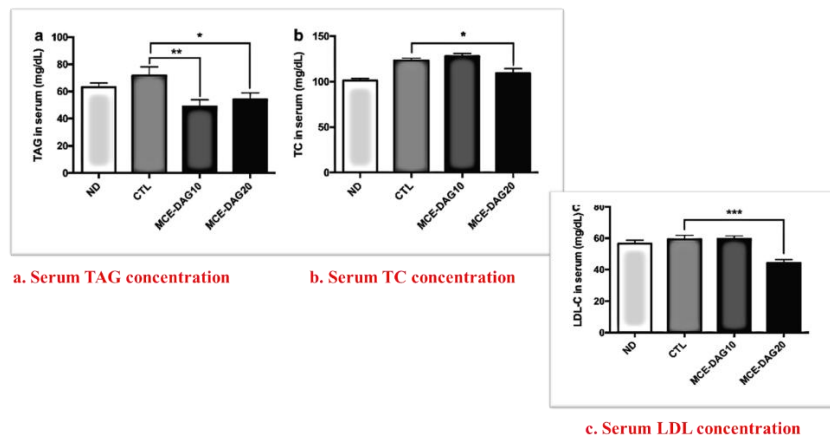 a
TAG in serum (mg/dL)
100
80
60
40
20
0
*
**
ND
CTL
MCE-DAG10
MCE-DAG20
b
TC in serum (mg/dL)
150
100
50
0
*
ND
CTL
MCE-DAG10
MCE-DAG20
a. Serum TAG concentration
b. Serum TC concentration
c
LDL-C in serum (mg/dL)
80
60
40
20
0
***
ND
CTL
MCE-DAG10
MCE-DAG20
c. Serum LDL concentration